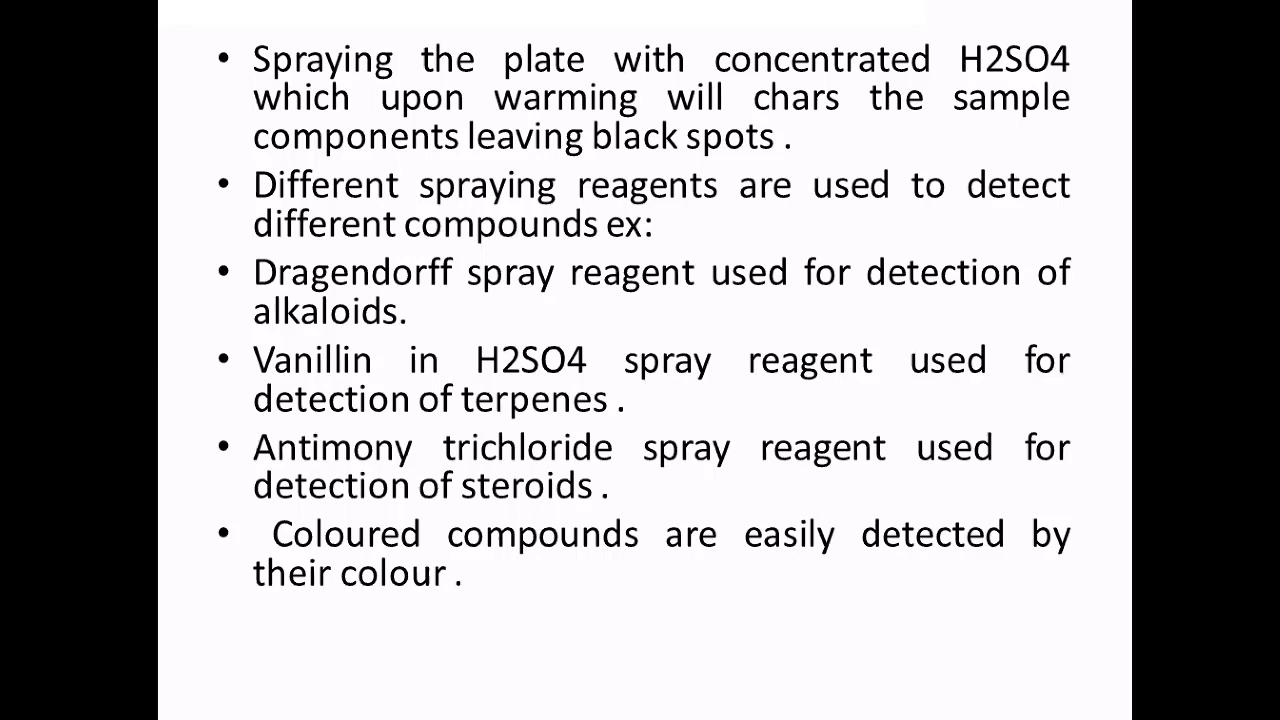 • Spraying the plate with concentrated H2SO4
which upon warming will chars the sample
components leaving black spots .
• Different spraying reagents are used to detect
different compounds ex:
• Dragendorff spray reagent used for detection of
alkaloids.
• Vanillin in H2SO4 spray reagent used for
detection of terpenes .
• Antimony trichloride spray reagent used for
detection of steroids .
• Coloured compounds are easily detected by
their colour .